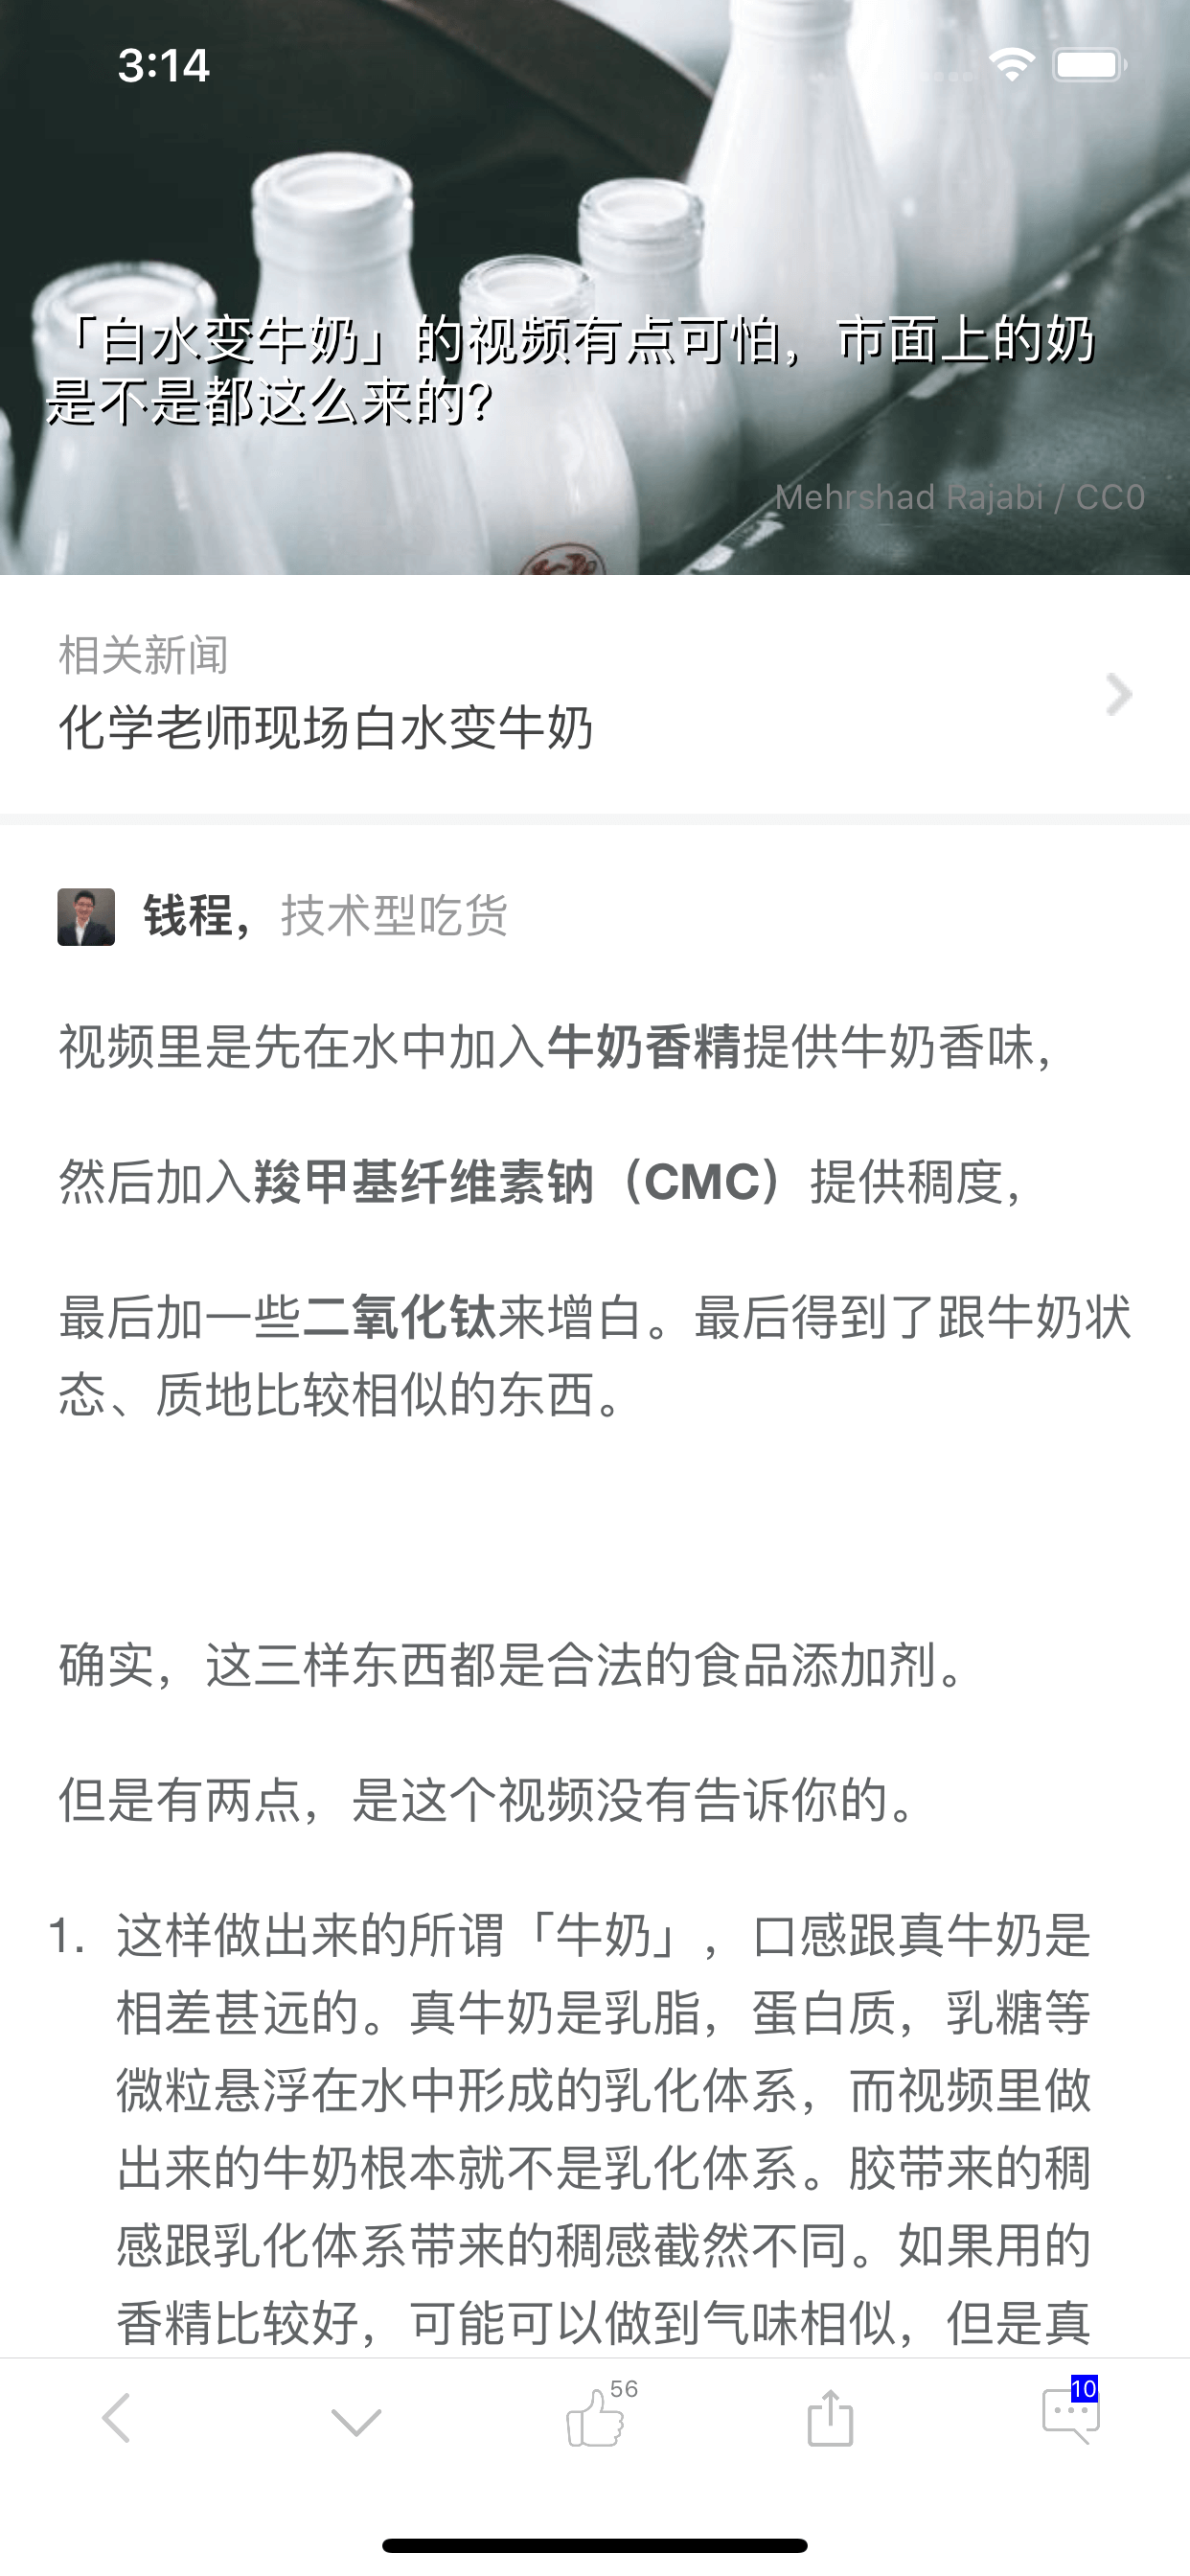 3:14
「白水变牛奶」的视频有点可怕，市面上的奶
是不是都这么来的？
Mehrshad Rajabi / CC0
相关新闻
化学老师现场白水变牛奶
钱程，技术型吃货
视频里是先在水中加入牛奶香精提供牛奶香味，
然后加入羧甲基纤维素钠（CMC）提供稠度，
最后加一些二氧化钛来增白。最后得到了跟牛奶状
态、质地比较相似的东西。
确实，这三样东西都是合法的食品添加剂。
但是有两点，是这个视频没有告诉你的。
1. 这样做出来的所谓「牛奶」，口感跟真牛奶是
相差甚远的。真牛奶是乳脂，蛋白质，乳糖等
微粒悬浮在水中形成的乳化体系，而视频里做
出来的牛奶根本就不是乳化体系。胶带来的稠
感跟乳化体系带来的稠感截然不同。如果用的
香精比较好，可能可以做到气味相似，但是真
56
10